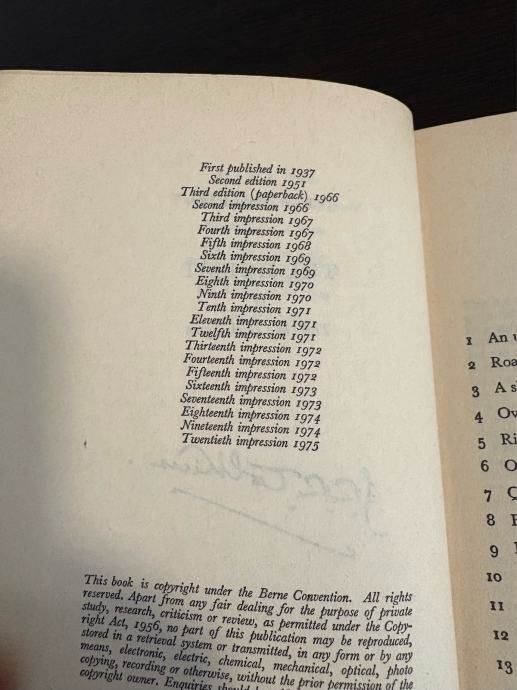 First published in 1937
Second edition 1951
Third edition (paperback) 1966
Second impression 1966
Third impression 1967
Fourth impression 1967
Fifth impression 1968
Sixth impression 1969
Seventh impression 1969
Eighth impression 1970
Ninth impression 1970
Tenth impression 1971
Eleventh impression 1971
Twelfth impression 1971
Thirteenth impression 1972
Fourteenth impression 1972
Fifteenth impression 1972
Sixteenth impression 1973
Seventeenth impression 1973
Eighteenth impression 1974
Nineteenth impression 1974
Twentieth impression 1975
This book is copyright under the Berne Convention. All rights
reserved. Apart from any fair dealing for the purpose of private
study, research, criticism or review, as permitted under the Copy-
right Act, 1956, no part of this publication may be reproduced,
stored in a retrieval system or transmitted, in any form or by any
means, electronic, electric, chemical, mechanical, optical, photo
copying, recording or otherwise, without the prior permission of the
copyright owner. Enquiries
1 An
2
3 A
4
5
6
7
8
9
10
11
12
13